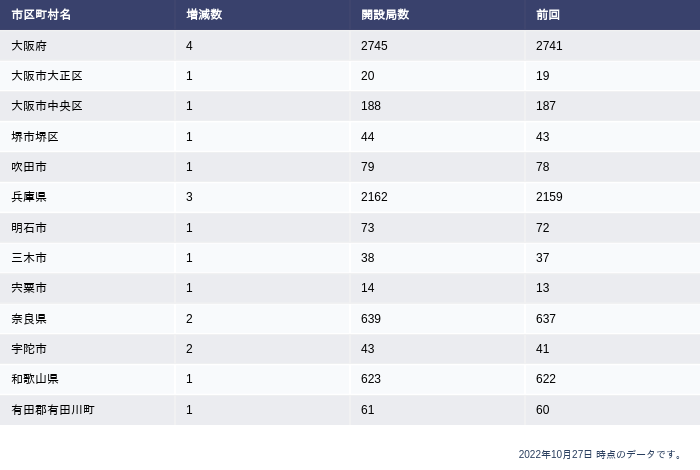 市区町村名 増減数 開設局数 前回
大阪府 4 2745 2741
大阪市大正区 1 20 19
大阪市中央区 1 188 187
堺市堺区 1 44 43
吹田市 1 79 78
兵庫県 3 2162 2159
明石市 1 73 72
三木市 1 38 37
宍粟市 1 14 13
奈良県 2 639 637
宇陀市 2 43 41
和歌山県 1 623 622
有田郡有田川町 1 61 60
2022年10月27日 時点のデータです。